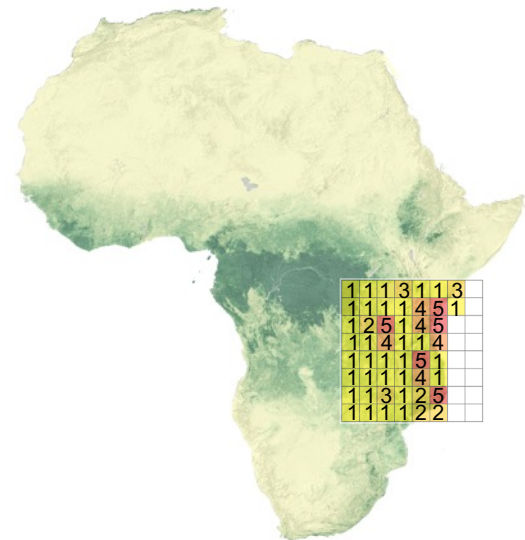 1 1 1 3 1 1 3
1 1 1 1 4 5 1
1 2 5 1 4 5
1 1 4 1 1 4
1 1 1 1 5 1
1 1 1 1 4 1
1 1 3 1 2 5
1 1 1 1 2 2